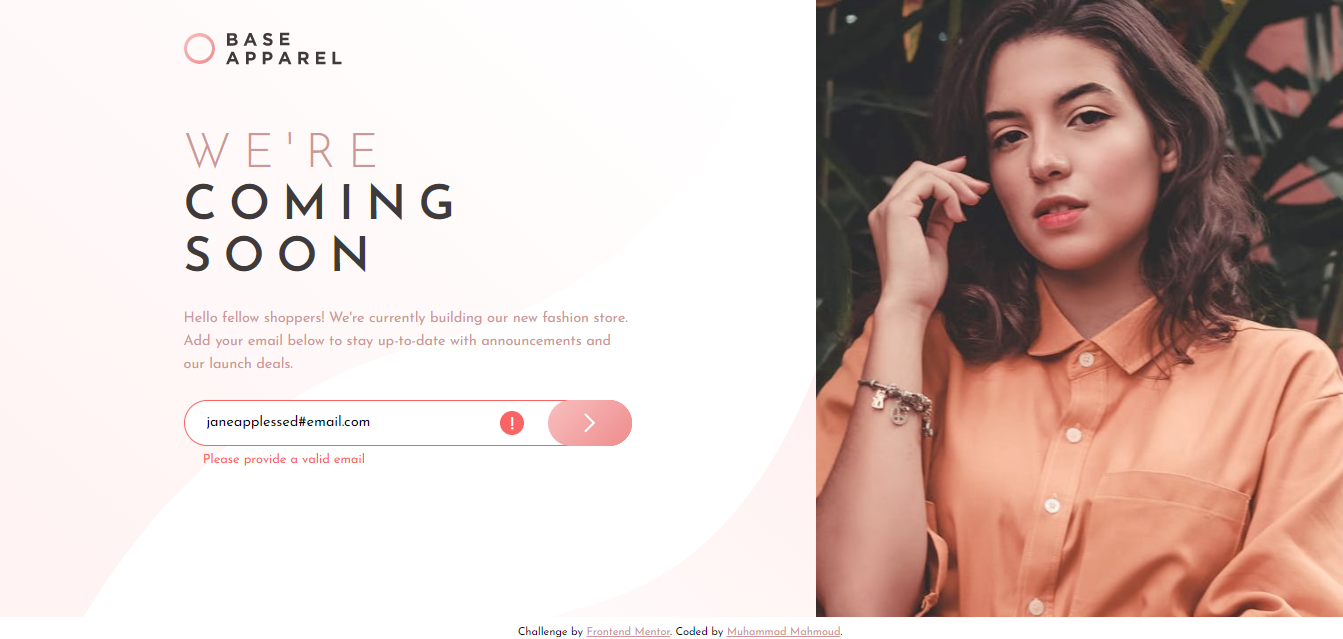 BASE
APPAREL
WE'RE
COMING
SOON
Hello fellow shoppers! We're currently building our new fashion store.
Add your email below to stay up-to-date with announcements and
our launch deals.
janeapplessed#email.com
!
Please provide a valid email
Challenge by Frontend Mentor. Coded by Muhammad Mahmoud.